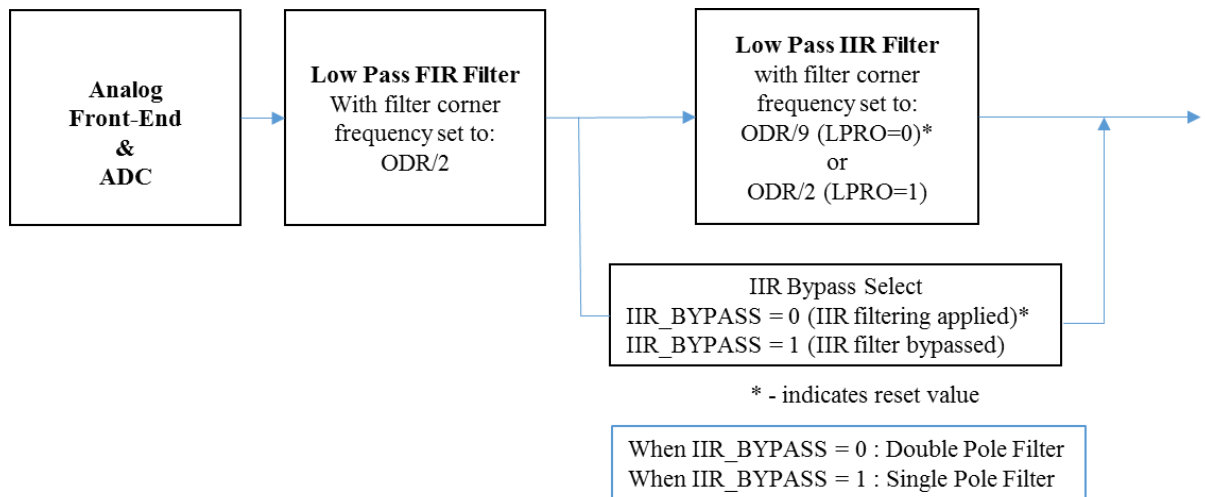 Analog
Front-End
&
ADC
Low Pass FIR Filter
With filter corner
frequency set to:
ODR/2
Low Pass IIR Filter
with filter corner
frequency set to:
ODR/9 (LPRO=0)*
or
ODR/2 (LPRO=1)
IIR Bypass Select
IIR_BYPASS = 0 (IIR filtering applied)*
IIR_BYPASS = 1 (IIR filter bypassed)
* - indicates reset value
When IIR_BYPASS = 0 : Double Pole Filter
When IIR_BYPASS = 1 : Single Pole Filter